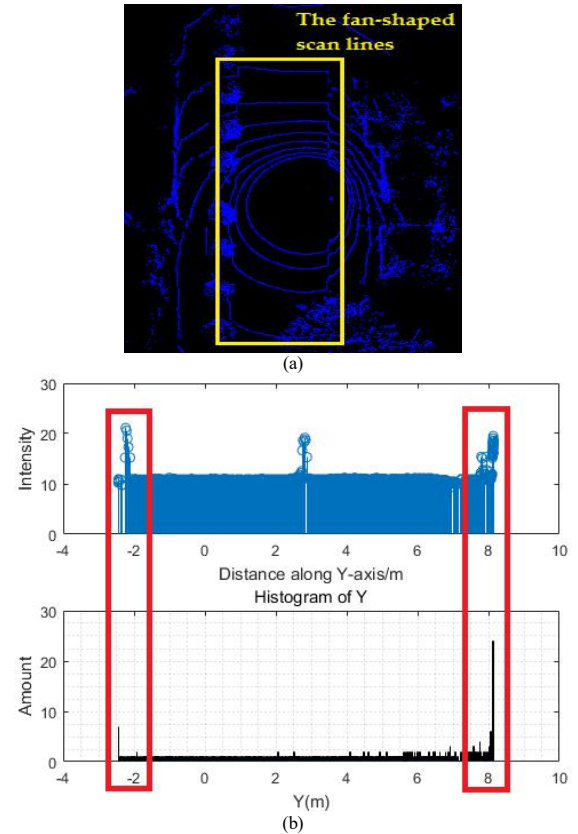 The fan-shaped
scan lines
(a)
30
20
10
0
Intensity
-4 -2 0 2 4 6 8 10
Distance along Y-axis/m
Histogram of Y
30
20
10
0
Amount
-4 -2 0 2 4 6 8 10
Y(m)
(b)